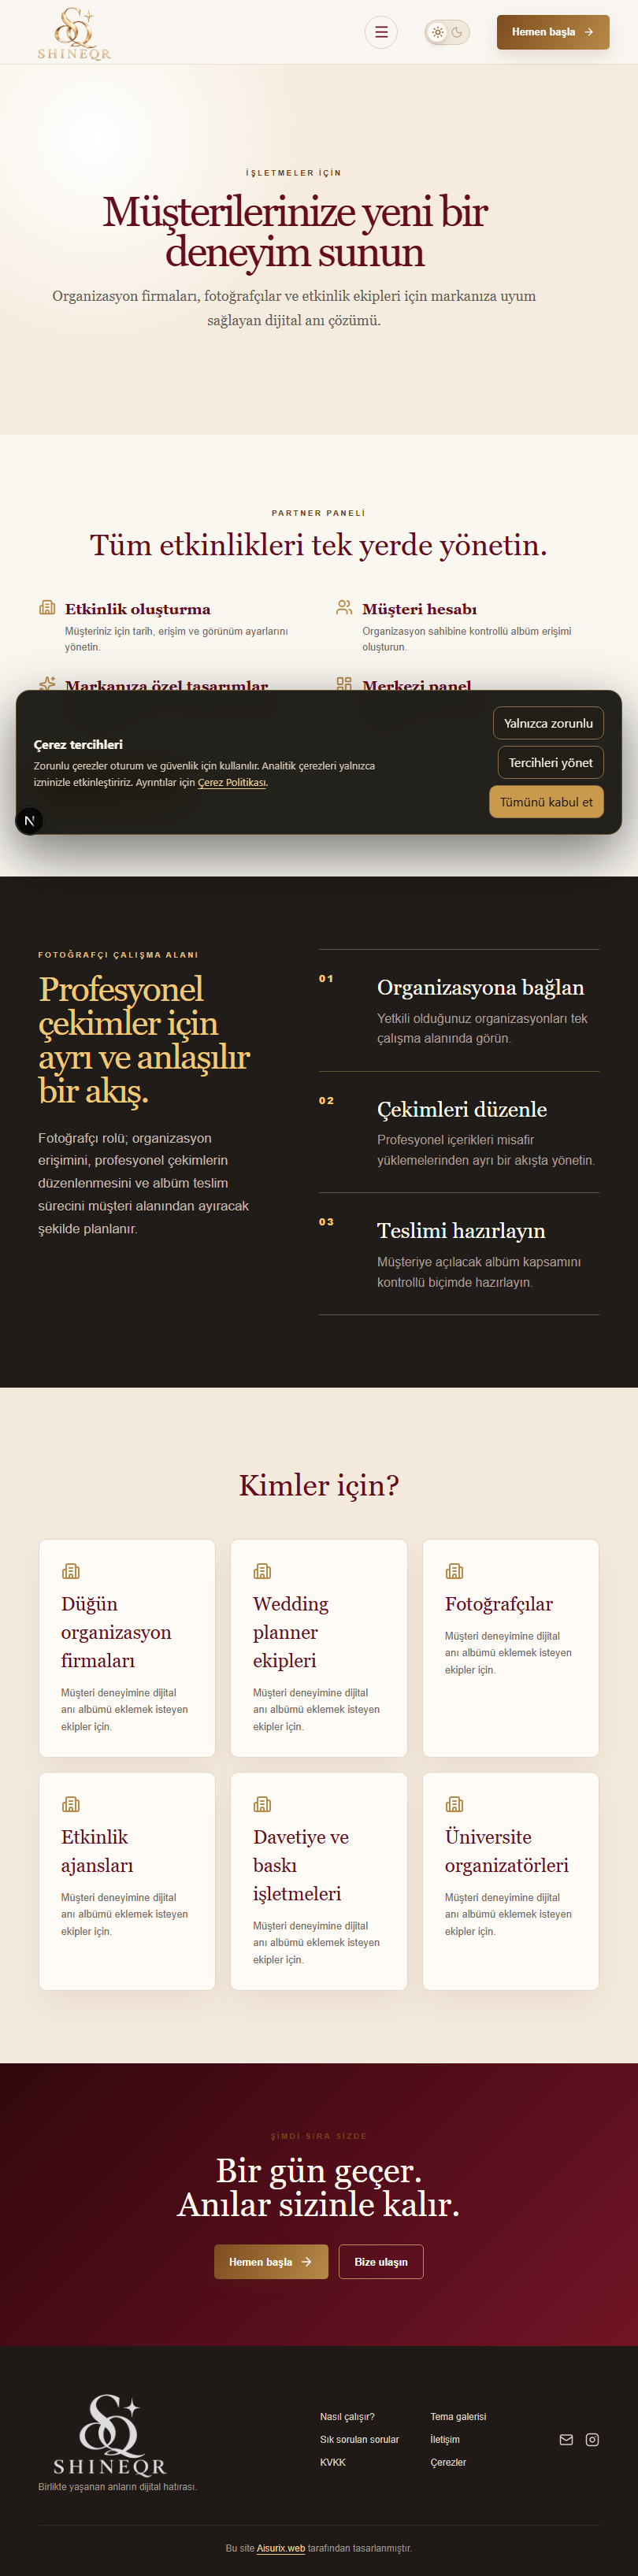 SHINEQR
Hemen başla
İŞLETMELER İÇİN
Müşterilerinize yeni bir
deneyim sunun
Organizasyon firmaları, fotoğrafçılar ve etkinlik ekipleri için markanıza uyum
sağlayan dijital anı çözümü.
PARTNER PANELİ
Tüm etkinlikleri tek yerde yönetin.
Etkinlik oluşturma
Müşteriniz için tarih, erişim ve görünüm ayarlarını
yönetin.
Müşteri hesabı
Organizasyon sahibine kontrollü albüm erişimi
oluşturun.
Markanıza özel tasarımlar
Merkezi panel
Çerez tercihleri
Zorunlu çerezler oturum ve güvenlik için kullanılır. Analitik çerezleri yalnızca
izninizle etkinleştiririz. Ayrıntılar için Çerez Politikası.
Yalnızca zorunlu
Tercihleri yönet
Tümünü kabul et
N
FOTOĞRAFÇI ÇALIŞMA ALANI
Profesyonel
çekimler için
ayrı ve anlaşılır
bir akış.
Fotoğrafçı rolü; organizasyon
erişimini, profesyonel çekimlerin
düzenlenmesini ve albüm teslim
sürecini müşteri alanından ayıracak
şekilde planlanır.
01
Organizasyona bağlan
Yetkili olduğunuz organizasyonları tek
çalışma alanında görün.
02
Çekimleri düzenle
Profesyonel içerikleri misafir
yüklemelerinden ayrı bir akışta yönetin.
03
Teslimi hazırlayın
Müşteriye açılacak albüm kapsamını
kontrollü biçimde hazırlayın.
Kimler için?
Düğün
organizasyon
firmaları
Müşteri deneyimine dijital
anı albümü eklemek isteyen
ekipler için.
Wedding
planner
ekipleri
Müşteri deneyimine dijital
anı albümü eklemek isteyen
ekipler için.
Fotoğrafçılar
Müşteri deneyimine dijital
anı albümü eklemek isteyen
ekipler için.
Etkinlik
ajansları
Müşteri deneyimine dijital
anı albümü eklemek isteyen
ekipler için.
Davetiye ve
baskı
işletmeleri
Müşteri deneyimine dijital
anı albümü eklemek isteyen
ekipler için.
Üniversite
organizatörleri
Müşteri deneyimine dijital
anı albümü eklemek isteyen
ekipler için.
ŞİMDİ SIRA SİZDE
Bir gün geçer.
Anılar sizinle kalır.
Hemen başla
Bize ulaşın
SHINEQR
Birlikte yaşanan anların dijital hatırası.
Nasıl çalışır?
Tema galerisi
Sık sorulan sorular
İletişim
KVKK
Çerezler
Bu site Aisurix.web tarafından tasarlanmıştır.